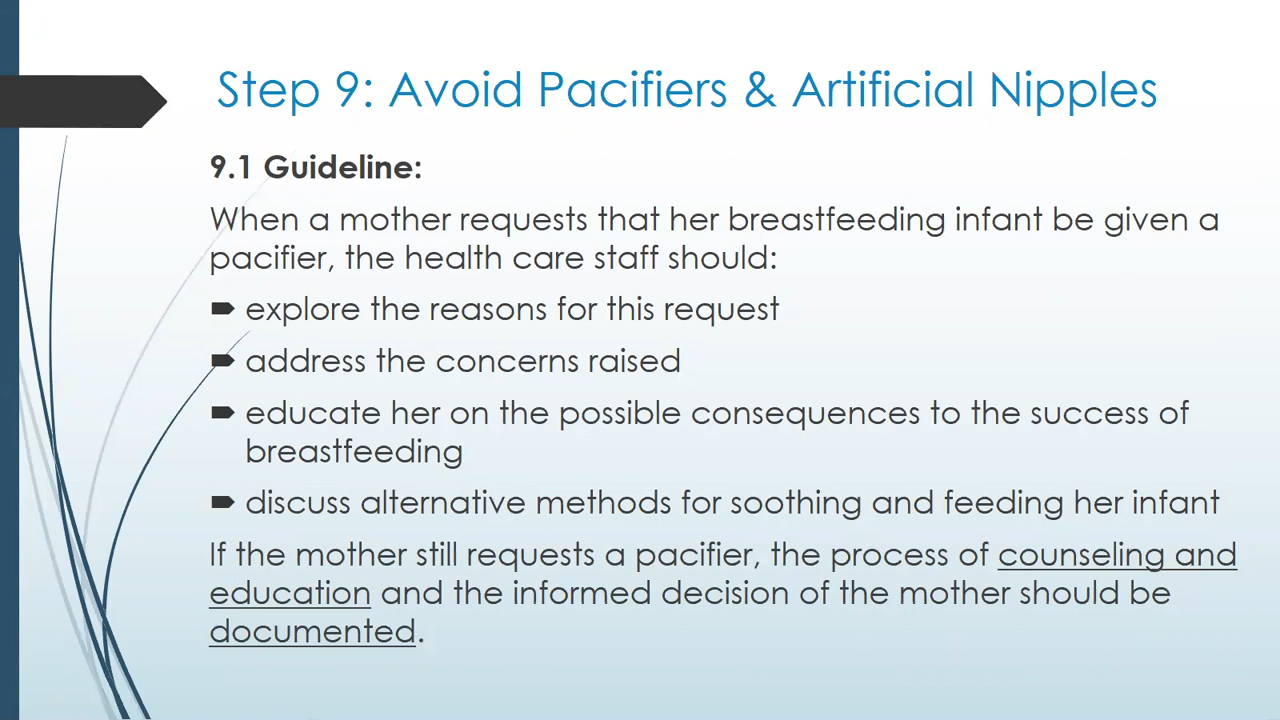 Step 9: Avoid Pacifiers & Artificial Nipples
9.1 Guideline:
When a mother requests that her breastfeeding infant be given a
pacifier, the health care staff should:
explore the reasons for this request
address the concerns raised
educate her on the possible consequences to the success of
breastfeeding
discuss alternative methods for soothing and feeding her infant
If the mother still requests a pacifier, the process of counseling and
education and the informed decision of the mother should be
documented.